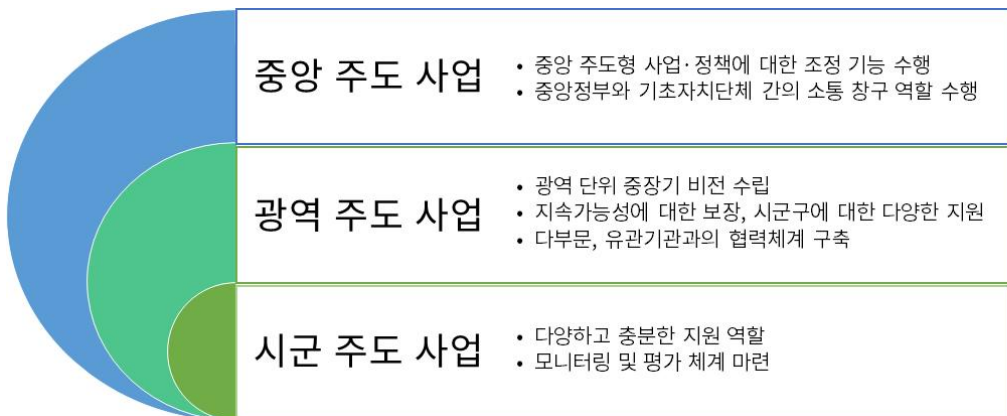 중앙 주도 사업
• 중앙 주도형 사업·정책에 대한 조정 기능 수행
• 중앙정부와 기초자치단체 간의 소통 창구 역할 수행
광역 주도 사업
• 광역 단위 중장기 비전 수립
• 지속가능성에 대한 보장, 시군구에 대한 다양한 지원
• 다부문, 유관기관과의 협력체계 구축
시군 주도 사업
• 다양하고 충분한 지원 역할
• 모니터링 및 평가 체계 마련